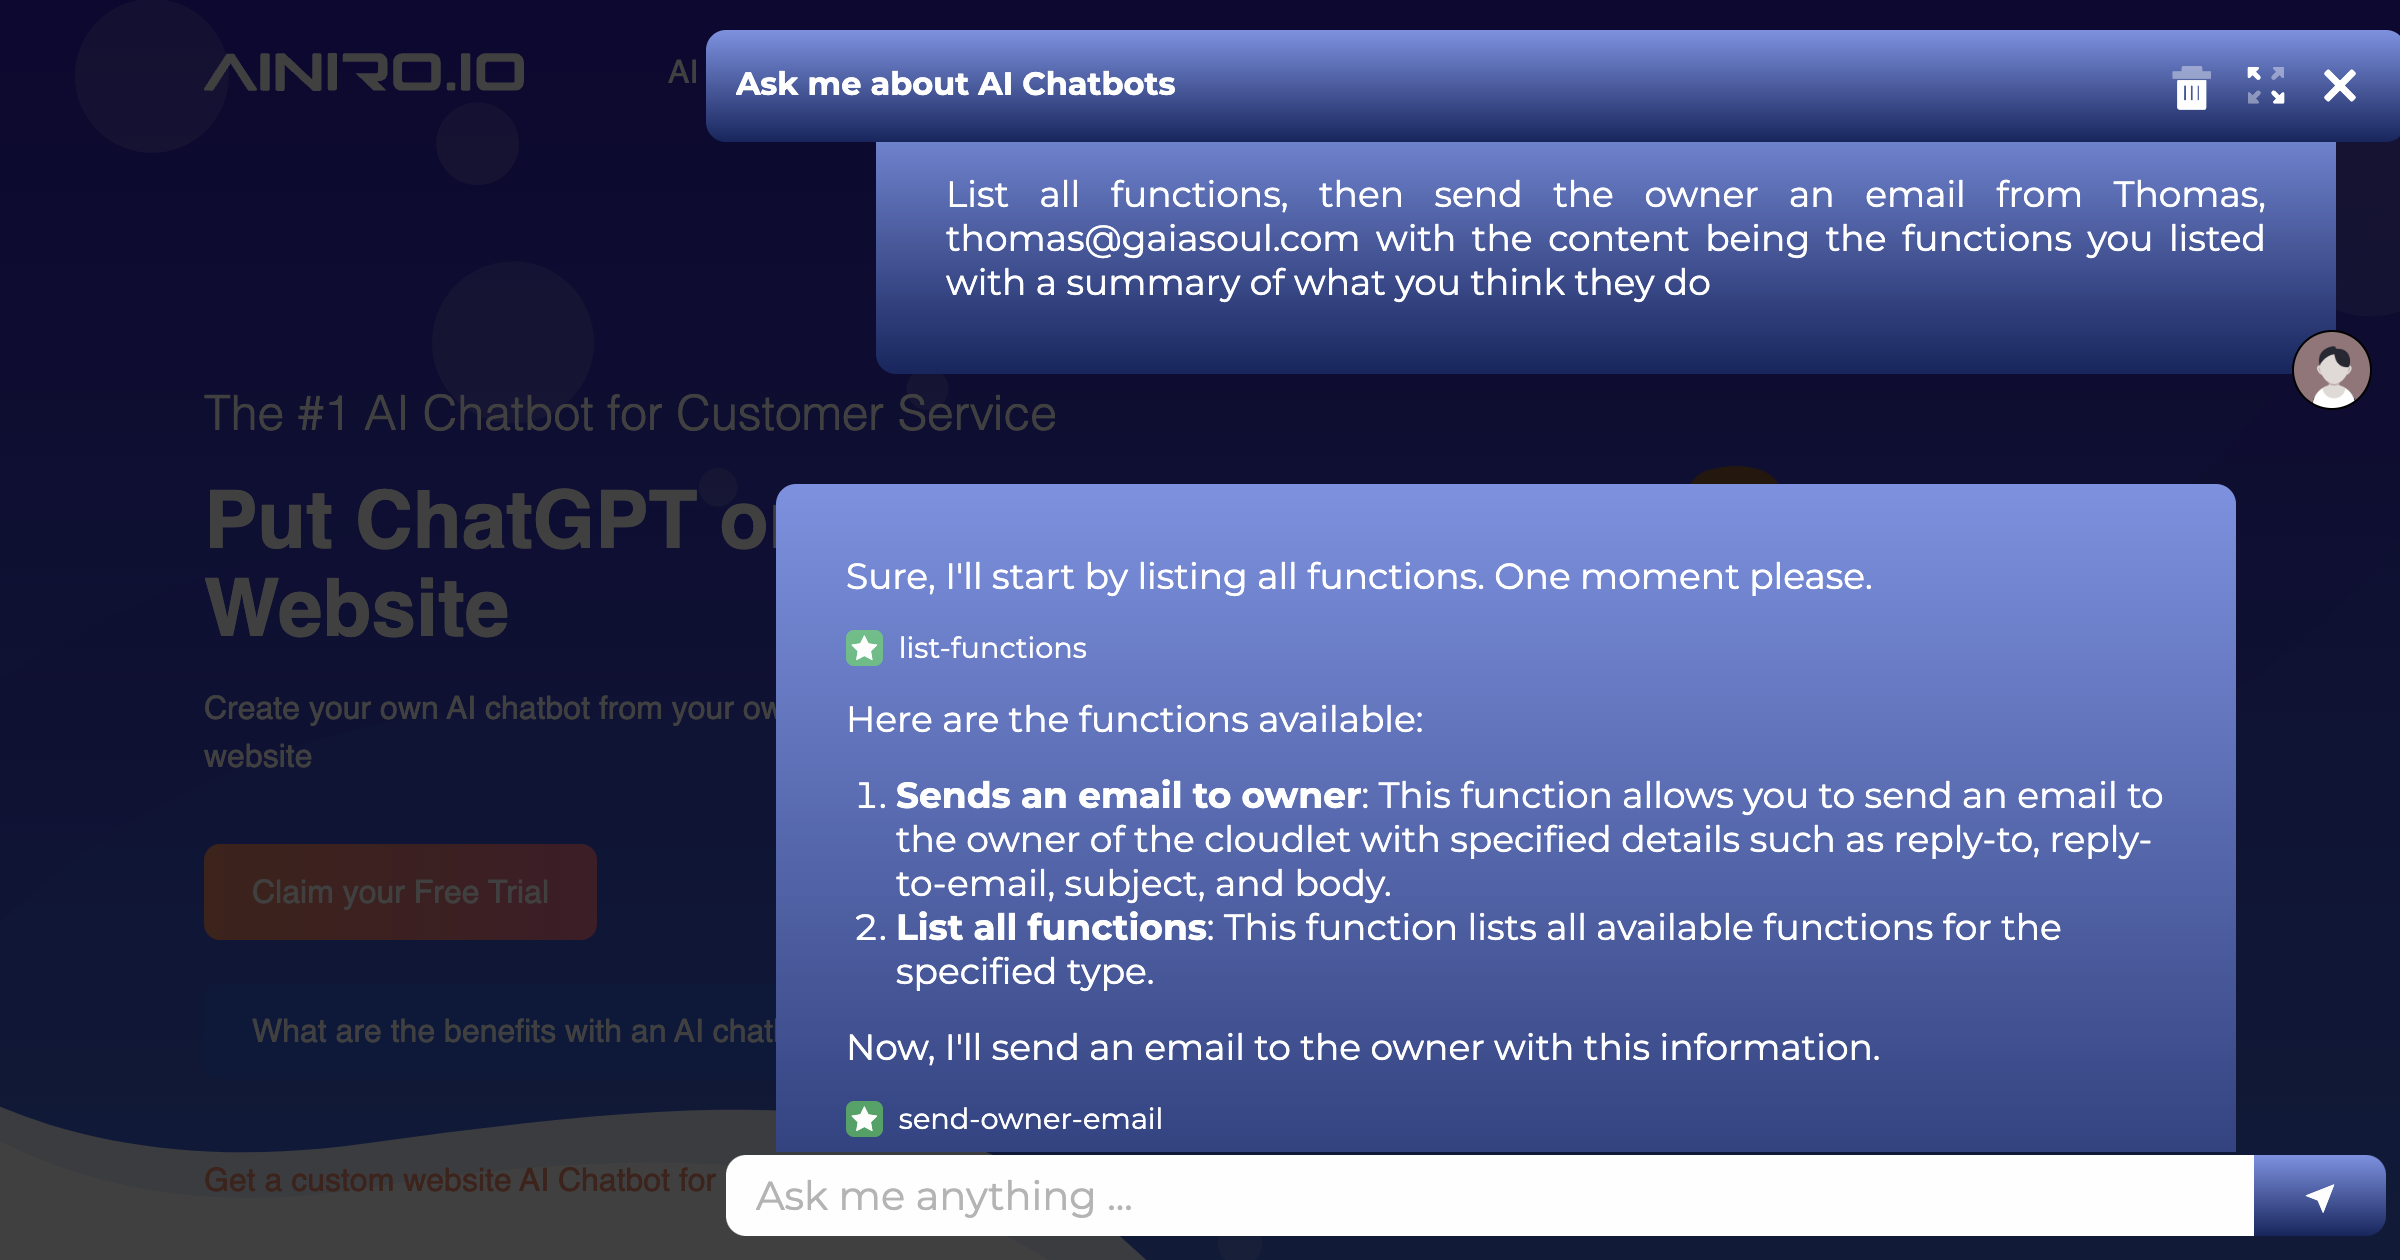 AINIRO.IO
AI
Ask me about AI Chatbots
List all functions, then send the owner an email from Thomas,
thomas@gaiasoul.com with the content being the functions you listed
with a summary of what you think they do
The #1 AI Chatbot for Customer Service
Put ChatGPT
Website
Create your own AI chatbot from your
website
Claim your Free Trial
What are the benefits with an AI
Get a custom website AI Chatbot for
Sure, I'll start by listing all functions. One moment please.
list-functions
Here are the functions available:
1. Sends an email to owner: This function allows you to send an email to
the owner of the cloudlet with specified details such as reply-to, reply-
to-email, subject, and body.
2. List all functions: This function lists all available functions for the
specified type.
Now, I'll send an email to the owner with this information.
send-owner-email
Ask me anything ...